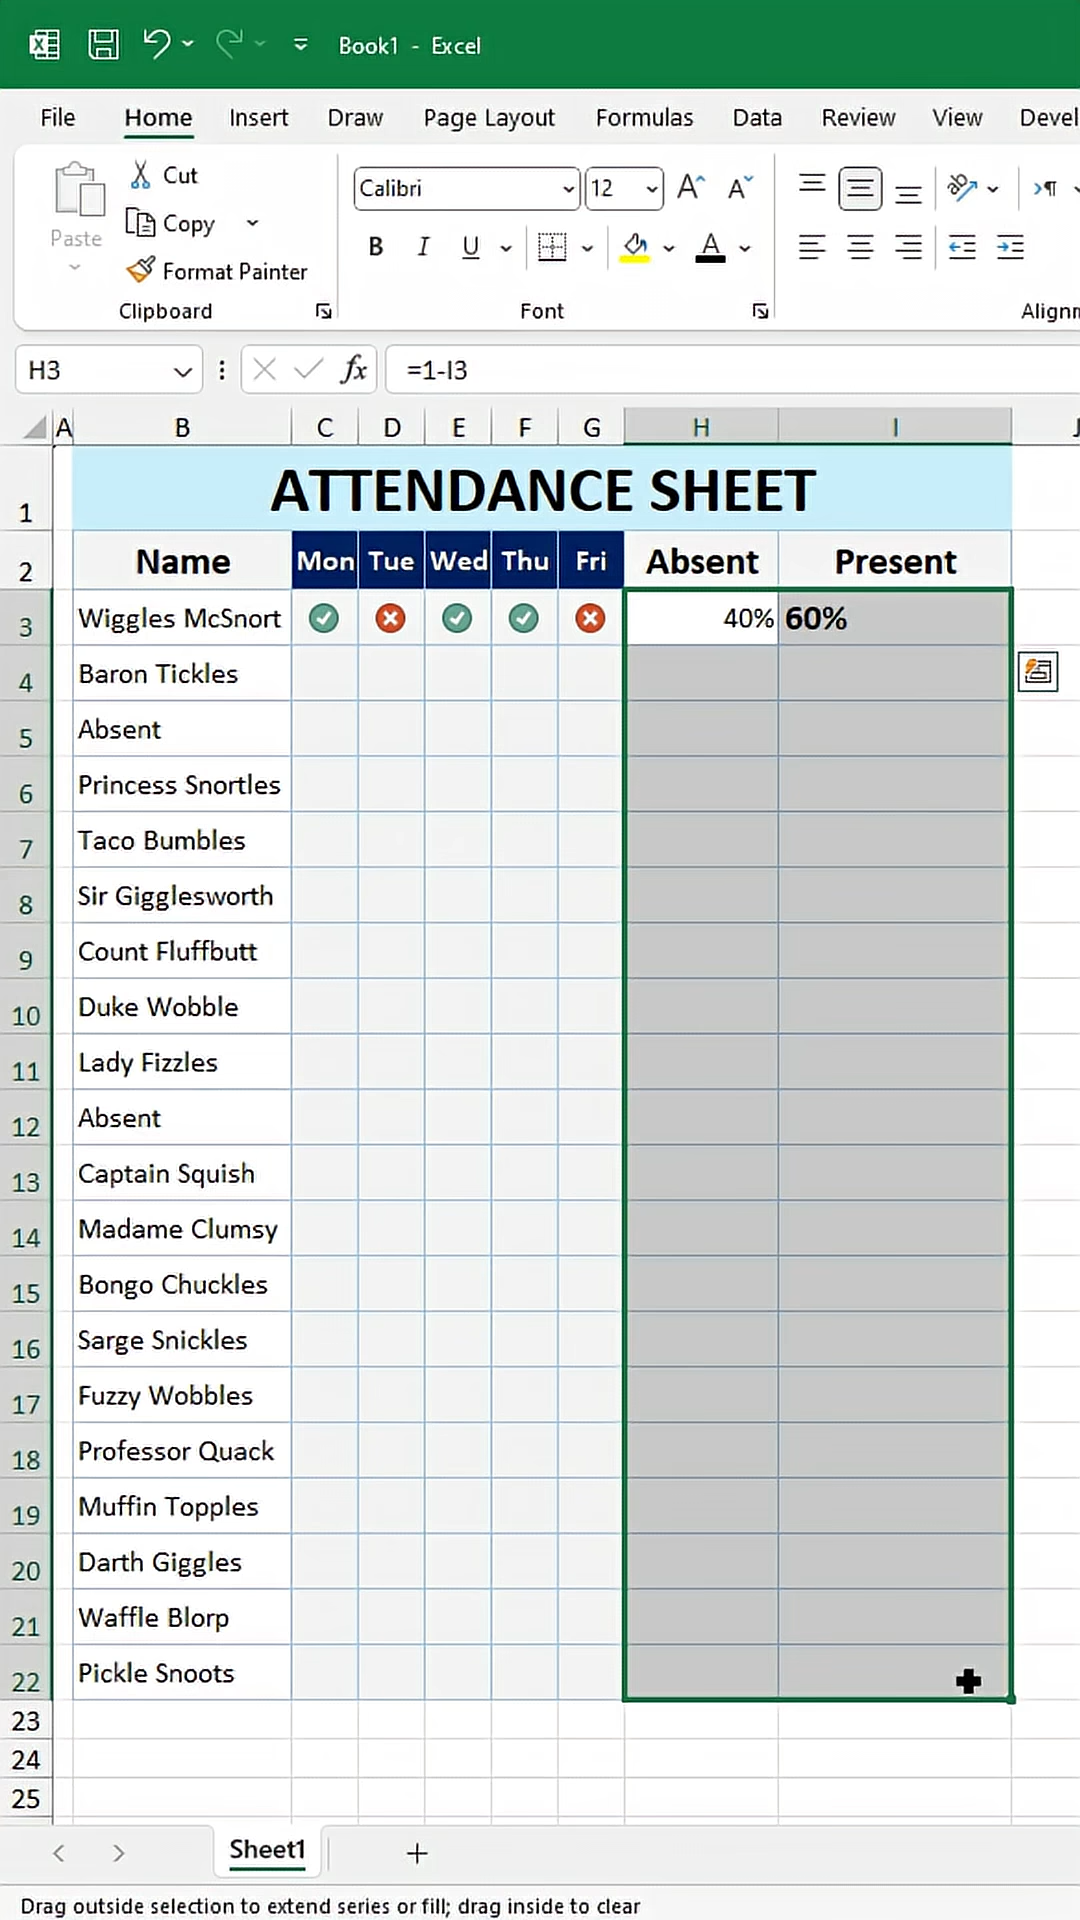 Book1 - Excel
File Home Insert Draw Page Layout Formulas Data Review View Devel
Paste
Cut
Copy
Format Painter
Clipboard
Calibri 12
B I U A
Font
Alignm
H3 fx =1-I3
A B C D E F G H I J
1 ATTENDANCE SHEET
2 Name Mon Tue Wed Thu Fri Absent Present
3 Wiggles McSnort 40% 60%
4 Baron Tickles
5 Absent
6 Princess Snortles
7 Taco Bumbles
8 Sir Gigglesworth
9 Count Fluffbutt
10 Duke Wobble
11 Lady Fizzles
12 Absent
13 Captain Squish
14 Madame Clumsy
15 Bongo Chuckles
16 Sarge Snickles
17 Fuzzy Wobbles
18 Professor Quack
19 Muffin Topples
20 Darth Giggles
21 Waffle Blorp
22 Pickle Snoots
23
24
25
Sheet1
Drag outside selection to extend series or fill; drag inside to clear